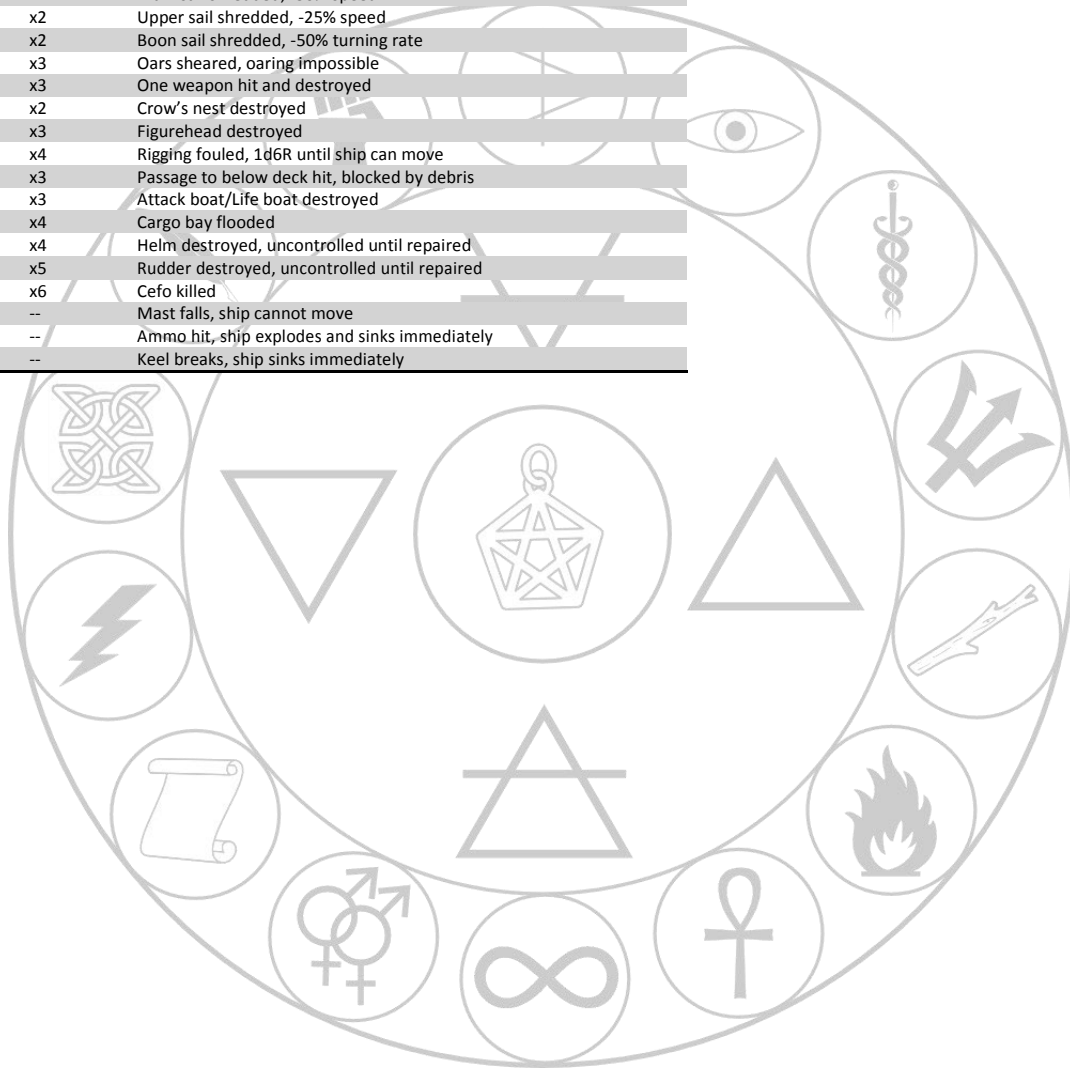 x2 Upper sail shredded, -25% speed
x2 Boon sail shredded, -50% turning rate
x3 Oars sheared, oaring impossible
x3 One weapon hit and destroyed
x2 Crow’s nest destroyed
x3 Figurehead destroyed
x4 Rigging fouled, 1d6R until ship can move
x3 Passage to below deck hit, blocked by debris
x3 Attack boat/Life boat destroyed
x4 Cargo bay flooded
x4 Helm destroyed, uncontrolled until repaired
x5 Rudder destroyed, uncontrolled until repaired
x6 Cefo killed
-- Mast falls, ship cannot move
-- Ammo hit, ship explodes and sinks immediately
-- Keel breaks, ship sinks immediately